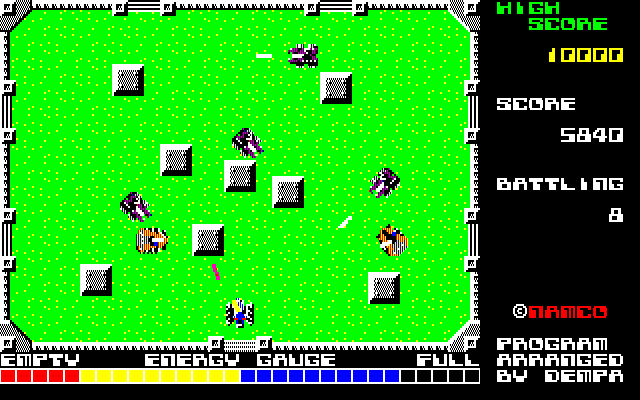 HIGH
SCORE
10000
SCORE
5840
BATTLING
8
©NAMCO
PROGRAM
ARRANGED
BY DEMPA
EMPTY ENERGY GAUGE FULL